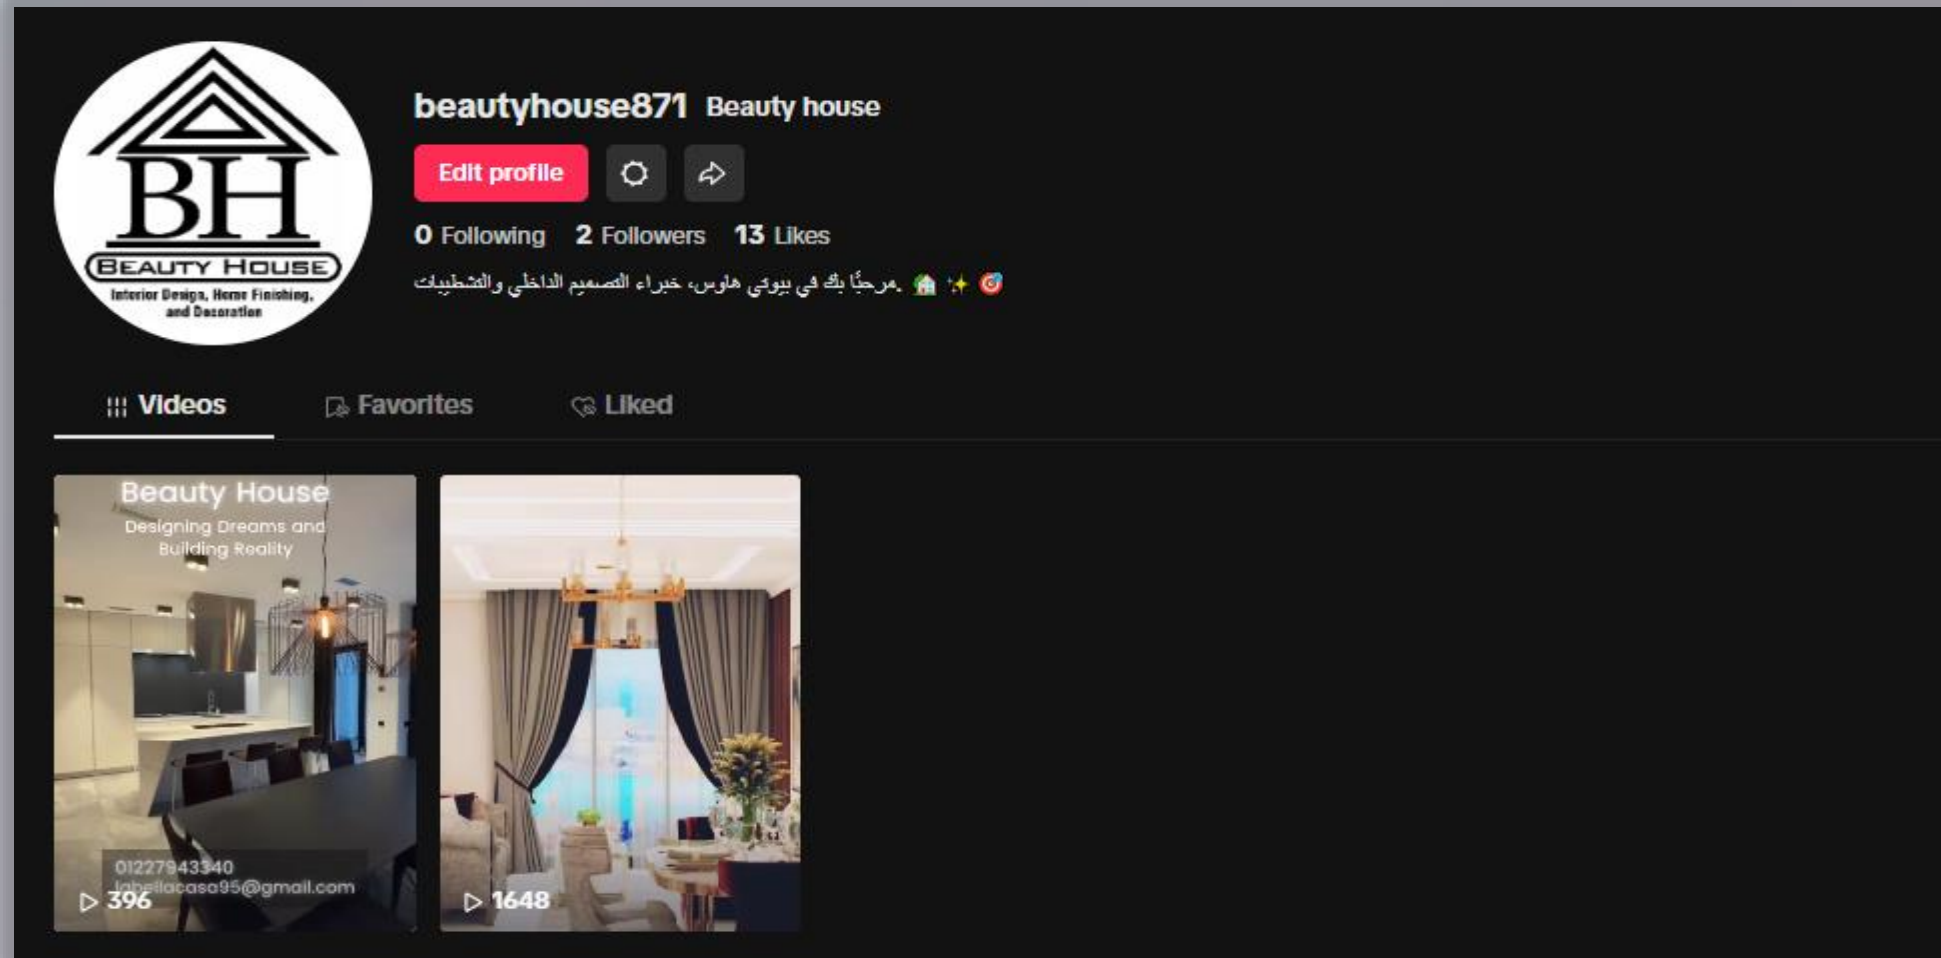 BH
BEAUTY HOUSE
Interior Design, Home Finishing,
and Decoration
beautyhouse871 Beauty house
Edit profile
0 Following 2 Followers 13 Likes
🎯 ✨ 🏠 .مرحبًا بك في بيوتي هاوس، خبراء التصميم الداخلي والتشطيبات
Videos Favorites Liked
Beauty House
Designing Dreams and
Building Reality
01227943340
labellacasa95@gmail.com
396
1648